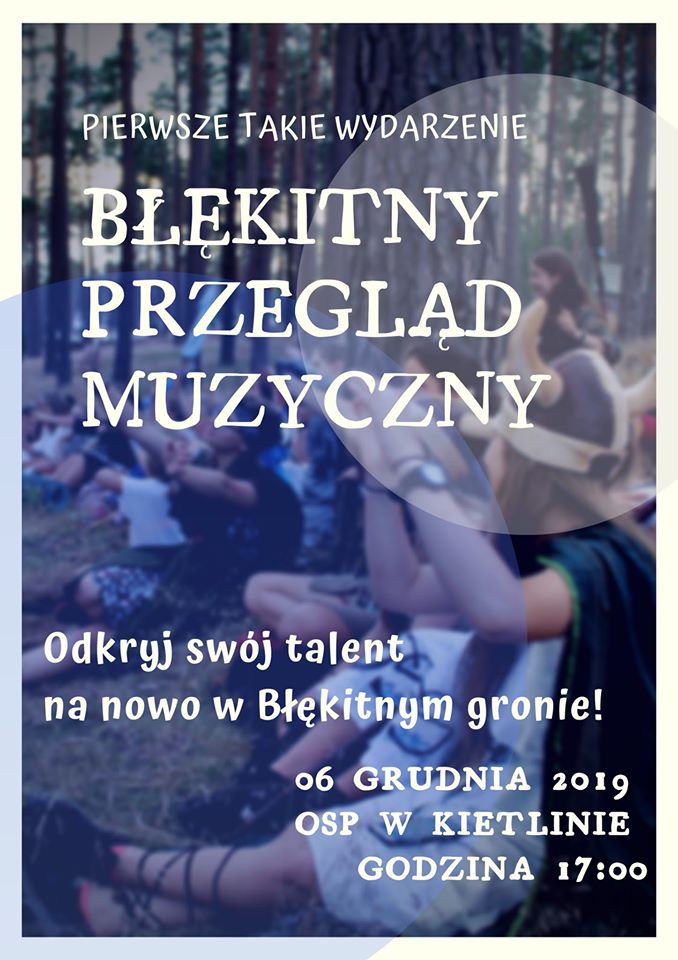 PIERWSZE TAKIE WYDARZENIE
BŁĘKITNY
PRZEGLĄD
MUZYCZNY
Odkryj swój talent
na nowo w Błękitnym gronie!
06 GRUDNIA 2019
OSP W KIETLINIE
GODZINA 17:00